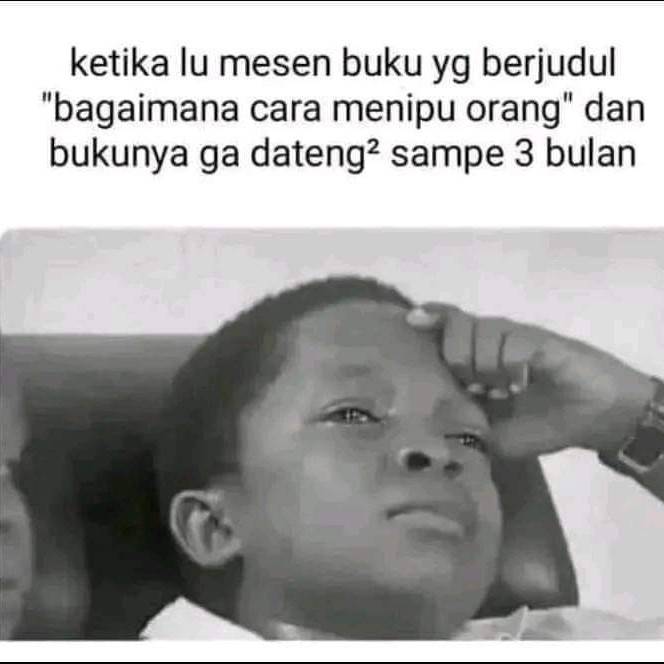 ketika lu mesen buku yg berjudul
"bagaimana cara menipu orang" dan
bukunya ga dateng² sampe 3 bulan